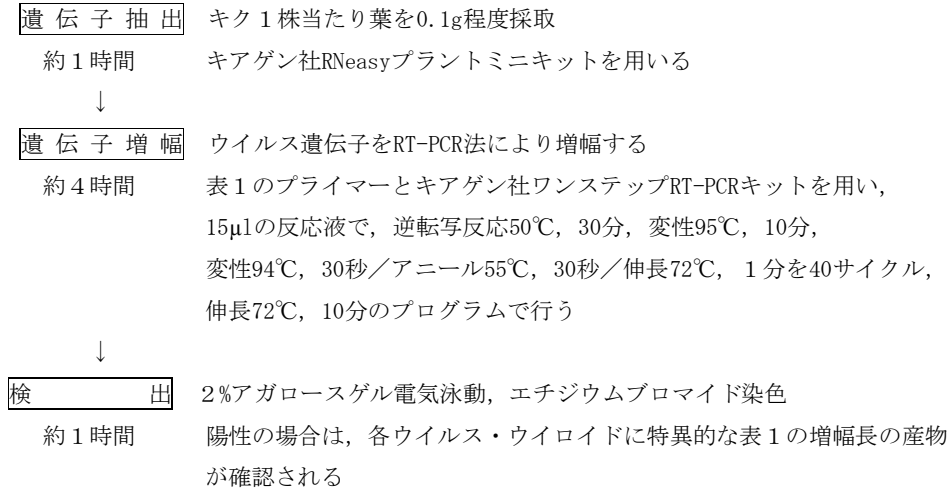 遺伝子抽出 キク１株当たり葉を0.1g程度採取
約１時間 キアゲン社RNeasyプラントミニキットを用いる
↓
遺伝子増幅 ウイルス遺伝子をRT-PCR法により増幅する
約４時間 表１のプライマーとキアゲン社ワンステップRT-PCRキットを用い，
15μlの反応液で，逆転写反応50℃，30分，変性95℃，10分，
変性94℃，30秒／アニール55℃，30秒／伸長72℃，１分を40サイクル，
伸長72℃，10分のプログラムで行う
↓
検出 ２%アガロースゲル電気泳動，エチジウムブロマイド染色
約１時間 陽性の場合は，各ウイルス・ウイロイドに特異的な表１の増幅長の産物
が確認される